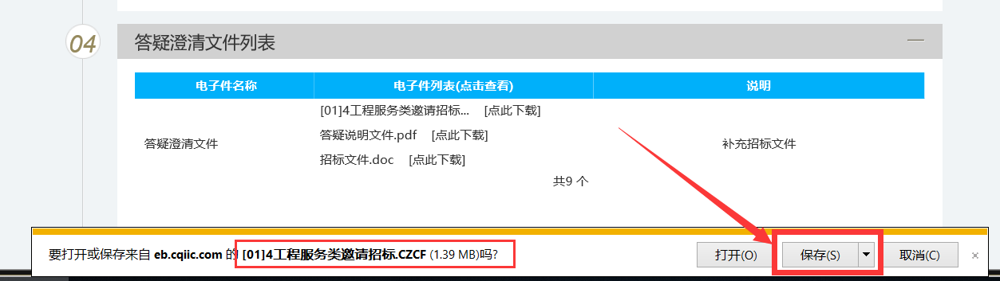 04
答疑澄清文件列表
电子件名称 电子件列表(点击查看) 说明
[01]4工程服务类邀请招标... [点此下载]
答疑说明文件.pdf [点此下载]
答疑澄清文件 补充招标文件
招标文件.doc [点此下载]
共9 个
要打开或保存来自 eb.cqiic.com 的 [01]4工程服务类邀请招标.CZCF (1.39 MB)吗? 打开(O) 保存(S) 取消(C) ×